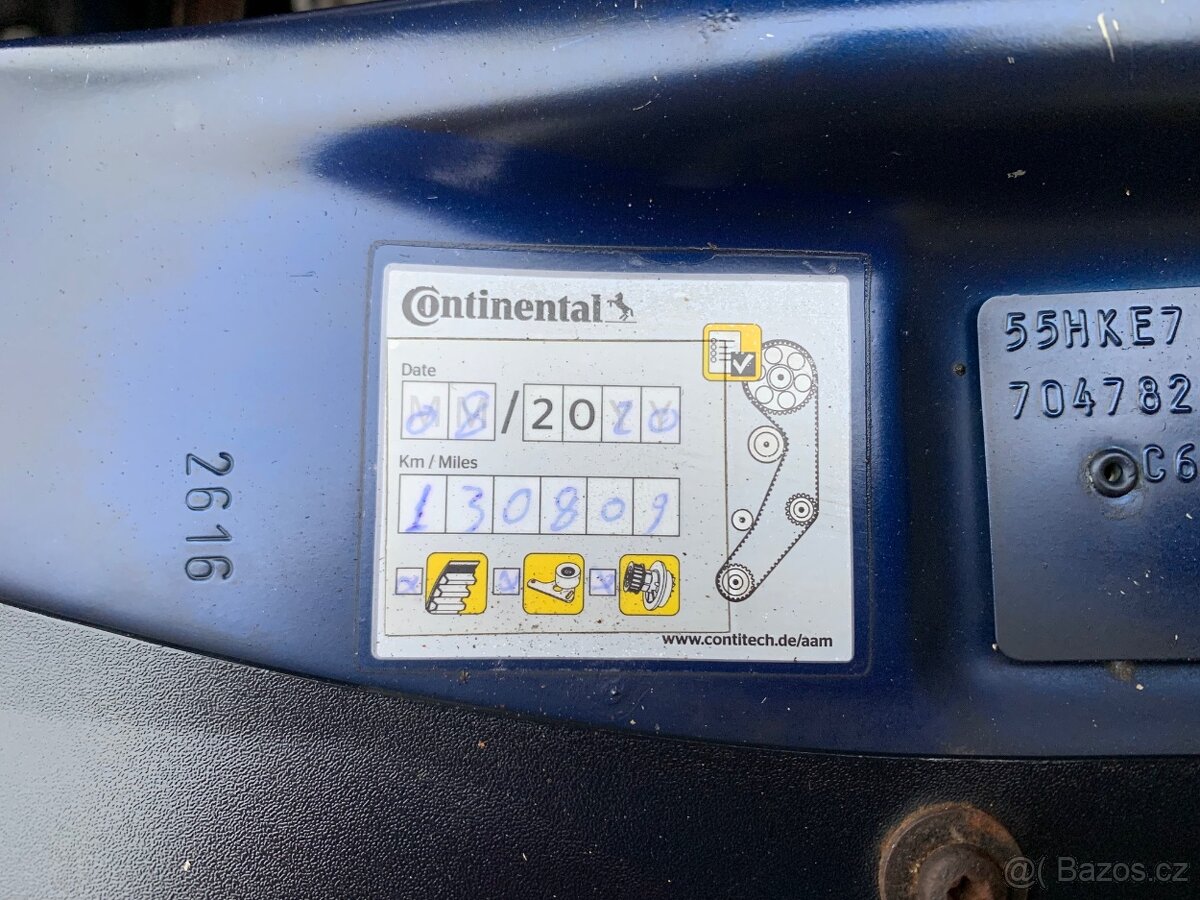 Continental
Date
08/2020
Km / Miles
130809
www.contitech.de/aam
2616
55HKE7
704782
C6
@( Bazos.cz